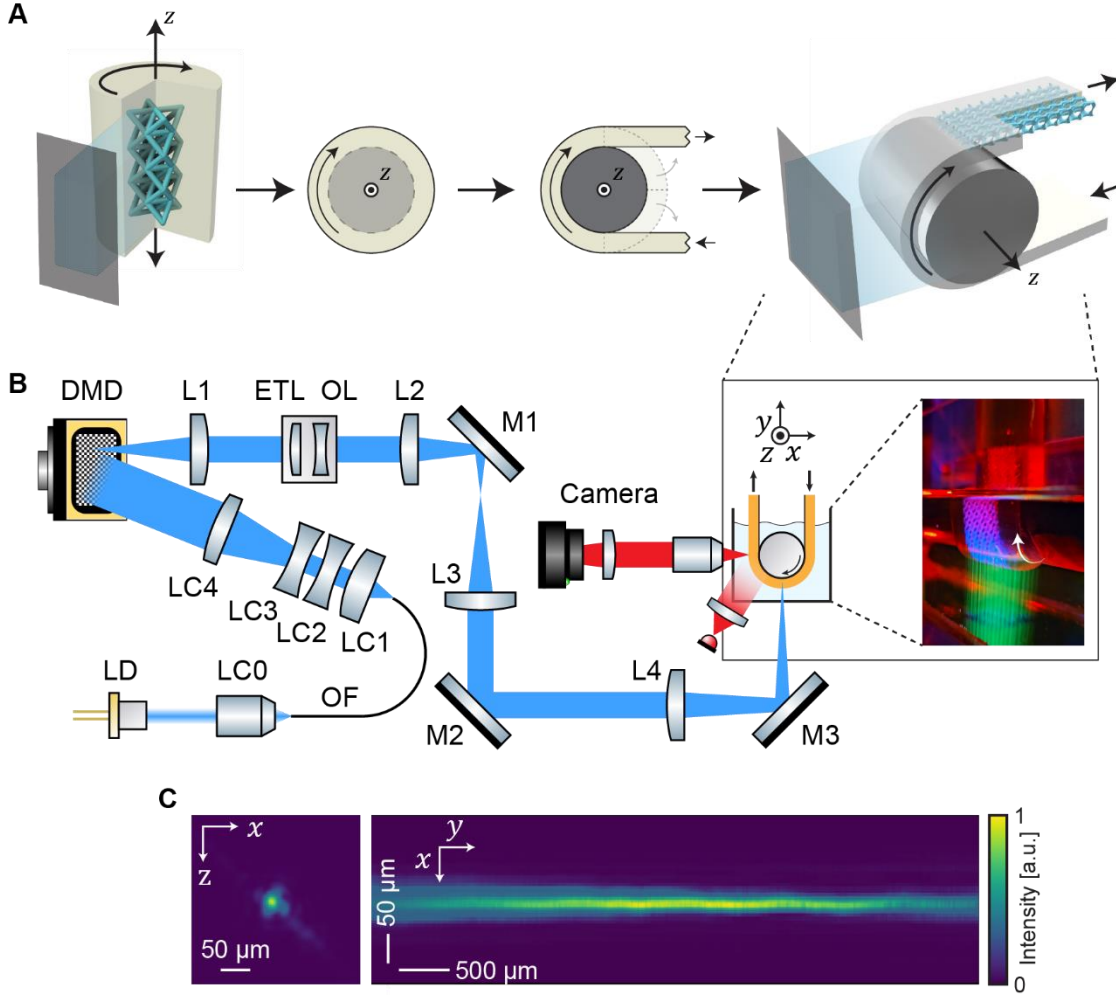 A
z
z
z
z
B
DMD
L1
ETL
OL
L2
M1
y
z
x
Camera
LC4
LC3
LC2
LC1
L3
LD
LC0
OF
M2
L4
M3
C
x
z
50 µm
y
x
50 µm
500 µm
1
Intensity [a.u.]
0